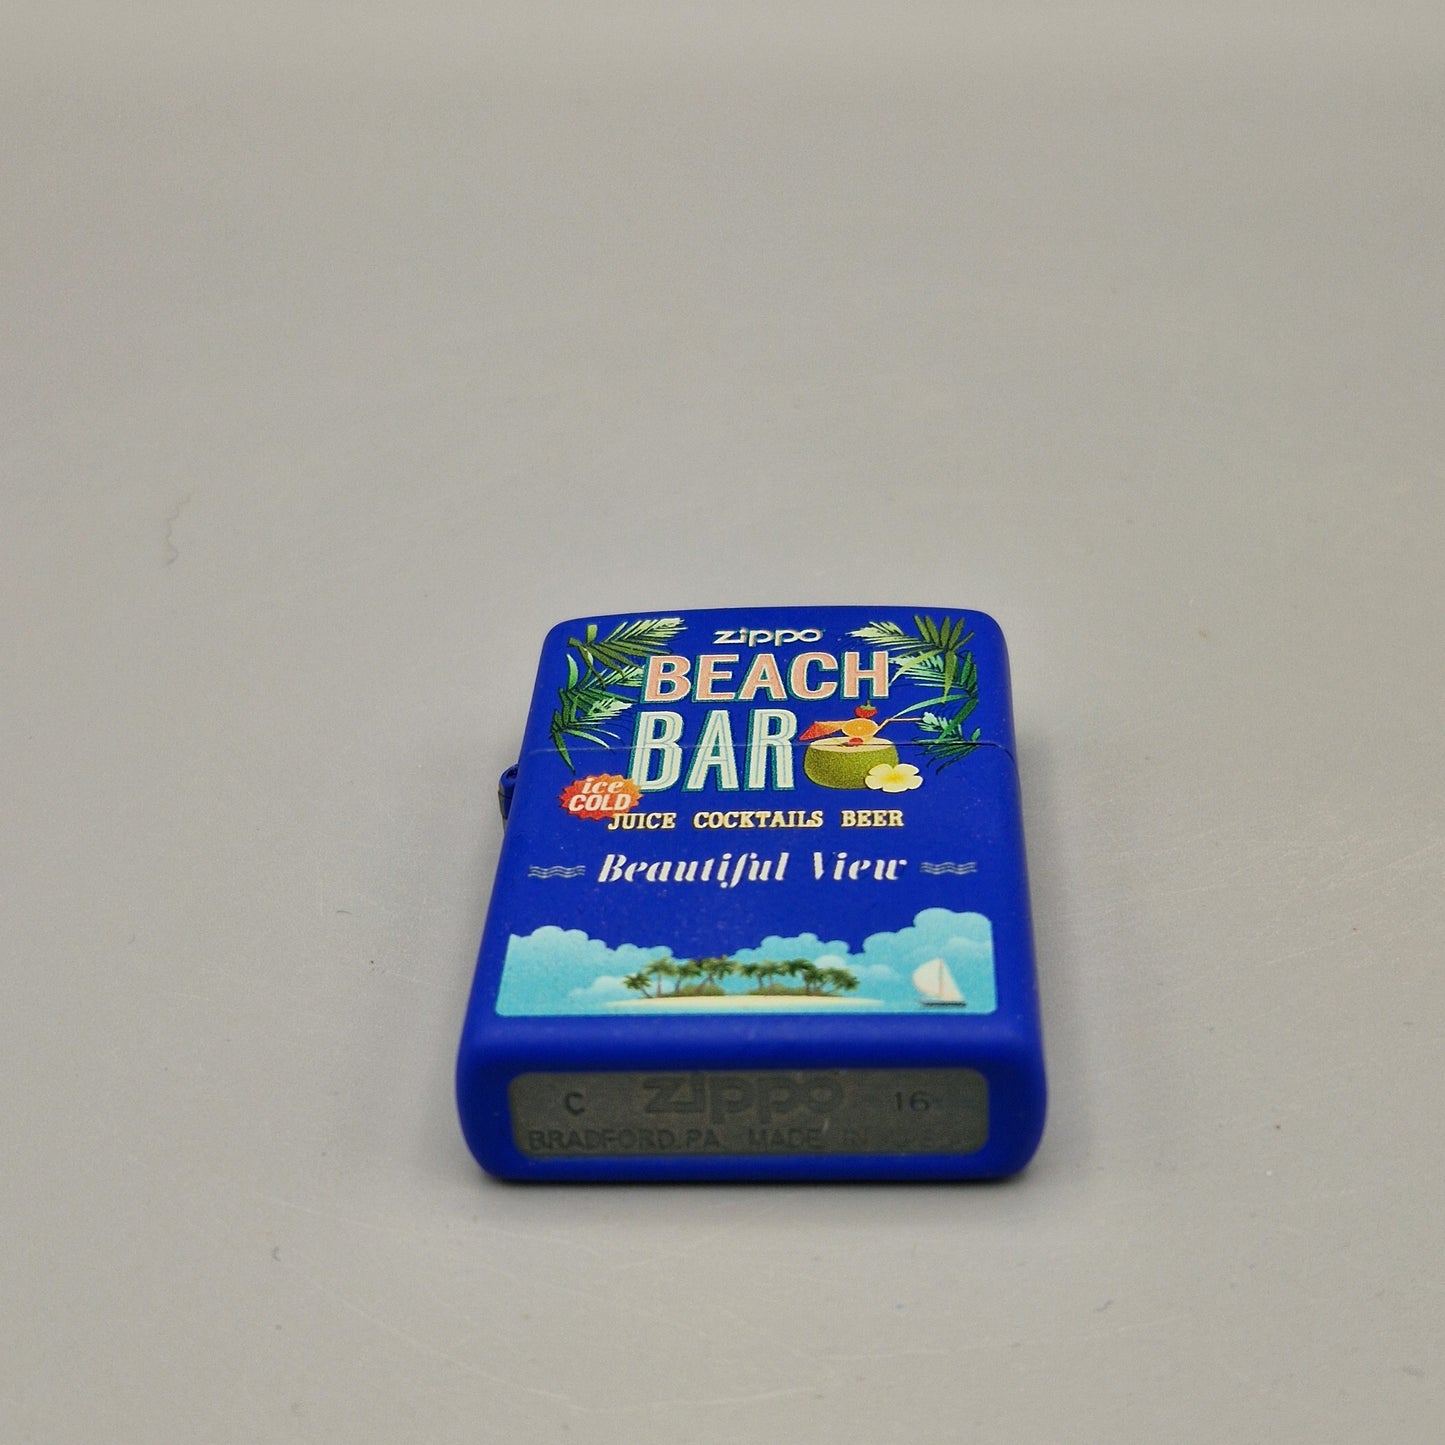 zippo
BEACH
BAR
ice
COLD
JUICE COCKTAILS BEER
Beautiful View
C zippo 16
BRADFORD, PA. MADE IN U.S.A.